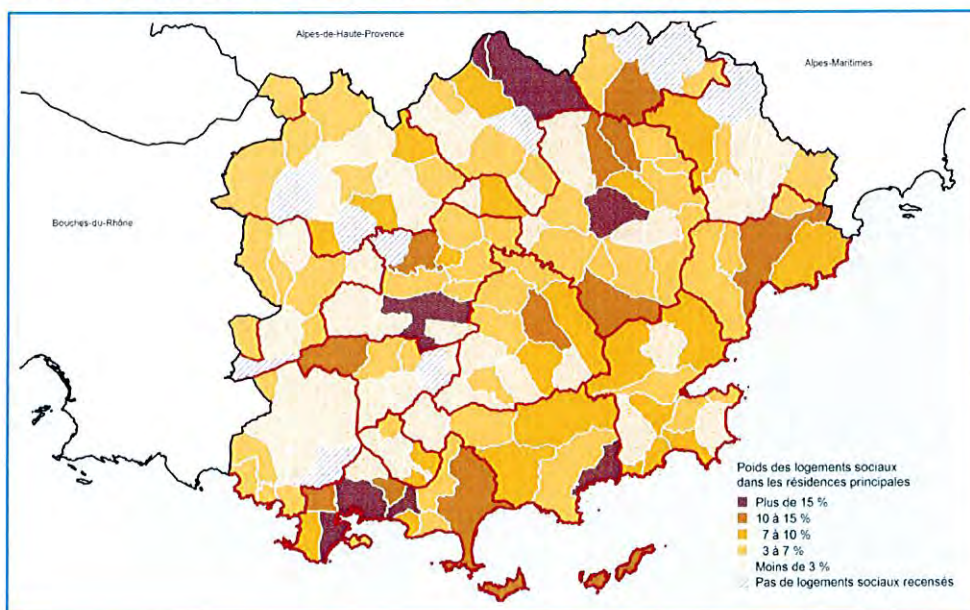 Alpes-de-Haute-Provence
Alpes-Maritimes
Bouches-du-Rhône
Poids des logements sociaux
dans les résidences principales
Plus de 15 %
10 à 15 %
7 à 10 %
3 à 7 %
Moins de 3 %
Pas de logements sociaux recensés